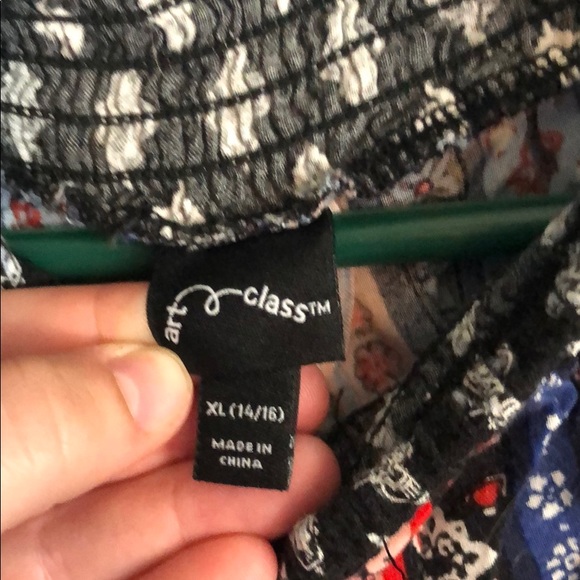 art class™
XL (14/16)
MADE IN
CHINA